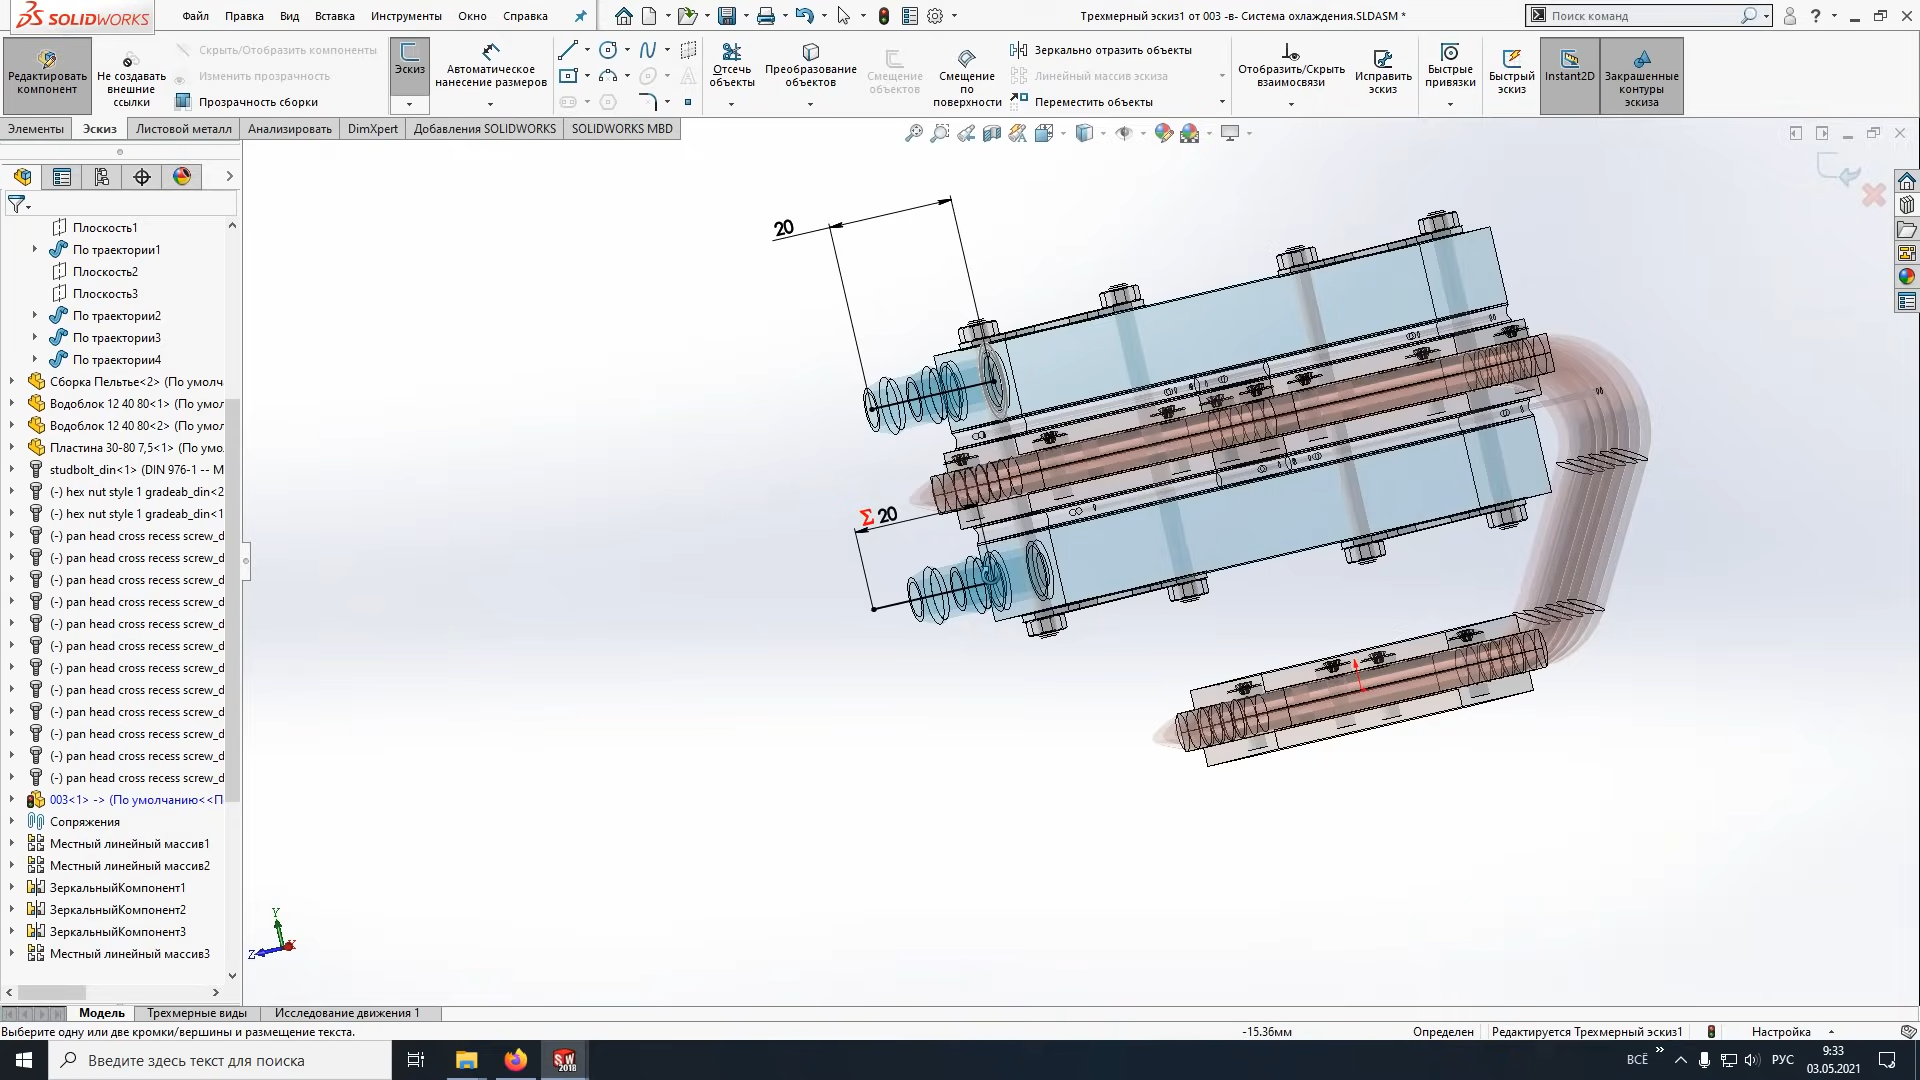 SOLIDWORKS
Файл Правка Вид Вставка Инструменты Окно Справка
Трехмерный эскиз1 от 003 -в- Система охлаждения.SLDASM *
Поиск команд
Редактировать компонент
Не создавать внешние ссылки
Скрыть/Отобразить компоненты
Изменить прозрачность
Прозрачность сборки
Эскиз
Автоматическое нанесение размеров
Отсечь объекты
Преобразование объектов
Смещение объектов
Смещение по поверхности
Зеркально отразить объекты
Линейный массив эскиза
Переместить объекты
Отобразить/Скрыть взаимосвязи
Исправить эскиз
Быстрые привязки
Быстрый эскиз
Instant2D
Закрашенные контуры эскиза
Элементы Эскиз Листовой металл Анализировать DimXpert Добавления SOLIDWORKS SOLIDWORKS MBD
Плоскость1
По траектории1
Плоскость2
Плоскость3
По траектории2
По траектории3
По траектории4
Сборка Пельтье<2> (По умолч
Водоблок 12 40 80<1> (По умол
Водоблок 12 40 80<2> (По умол
Пластина 30-80 7,5<1> (По умо
studbolt_din<1> (DIN 976-1 -- M
(-) hex nut style 1 gradeab_din<2
(-) hex nut style 1 gradeab_din<1
(-) pan head cross recess screw_d
(-) pan head cross recess screw_d
(-) pan head cross recess screw_d
(-) pan head cross recess screw_d
(-) pan head cross recess screw_d
(-) pan head cross recess screw_d
(-) pan head cross recess screw_d
(-) pan head cross recess screw_d
(-) pan head cross recess screw_d
(-) pan head cross recess screw_d
(-) pan head cross recess screw_d
(-) pan head cross recess screw_d
003<1> -> (По умолчанию<<П
Сопряжения
Местный линейный массив1
Местный линейный массив2
ЗеркальныйКомпонент1
ЗеркальныйКомпонент2
ЗеркальныйКомпонент3
Местный линейный массив3
20
Σ 20
Y
Z
X
Модель Трехмерные виды Исследование движения 1
Выберите одну или две кромки/вершины и размещение текста.
-15.36мм Определен Редактируется Трехмерный эскиз1 Настройка
Введите здесь текст для поиска
SW 2018
ВСЁ » РУС
9:33
03.05.2021